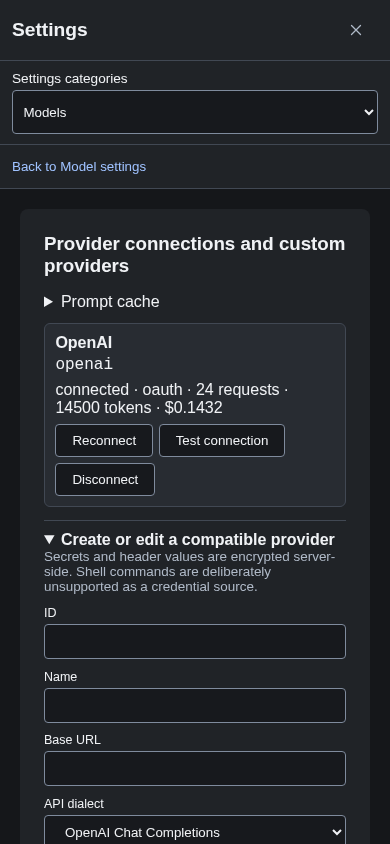 Settings
Settings categories
Models
Back to Model settings
Provider connections and custom
providers
Prompt cache
OpenAI
openai
connected · oauth · 24 requests ·
14500 tokens · $0.1432
Reconnect
Test connection
Disconnect
Create or edit a compatible provider
Secrets and header values are encrypted server-
side. Shell commands are deliberately
unsupported as a credential source.
ID
Name
Base URL
API dialect
OpenAI Chat Completions